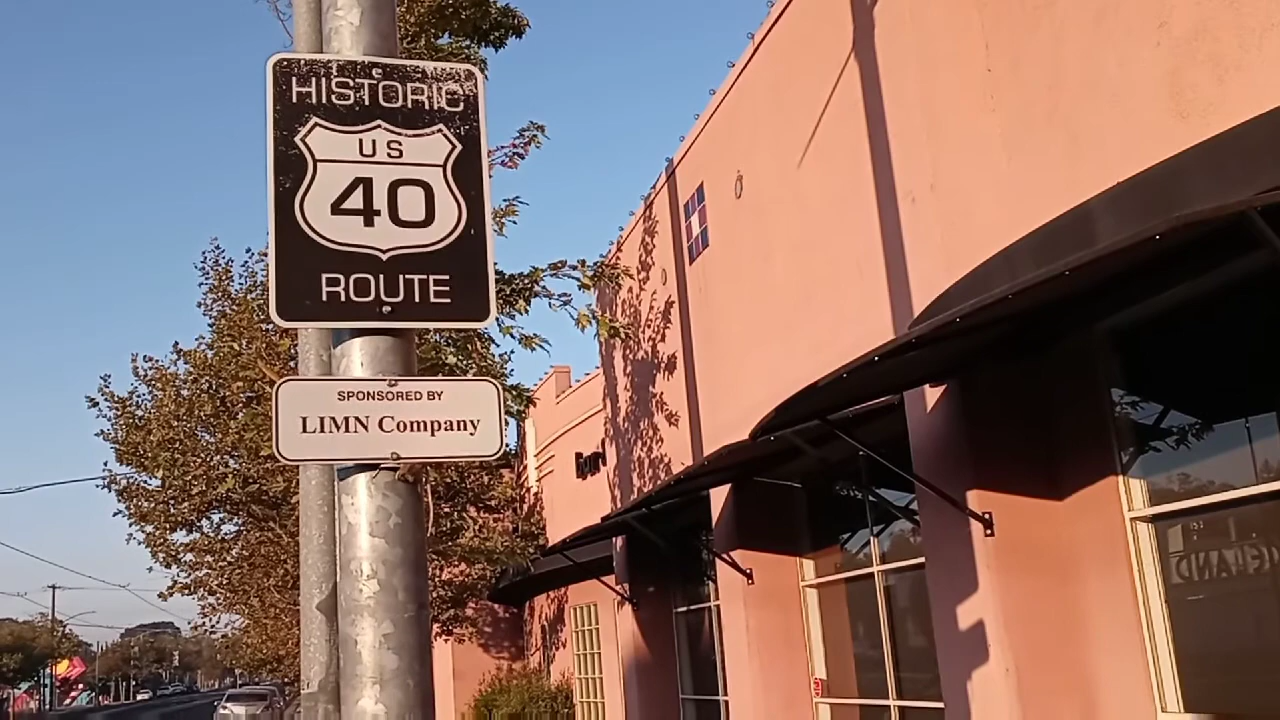 HISTORIC
US
40
ROUTE
SPONSORED BY
LIMN Company